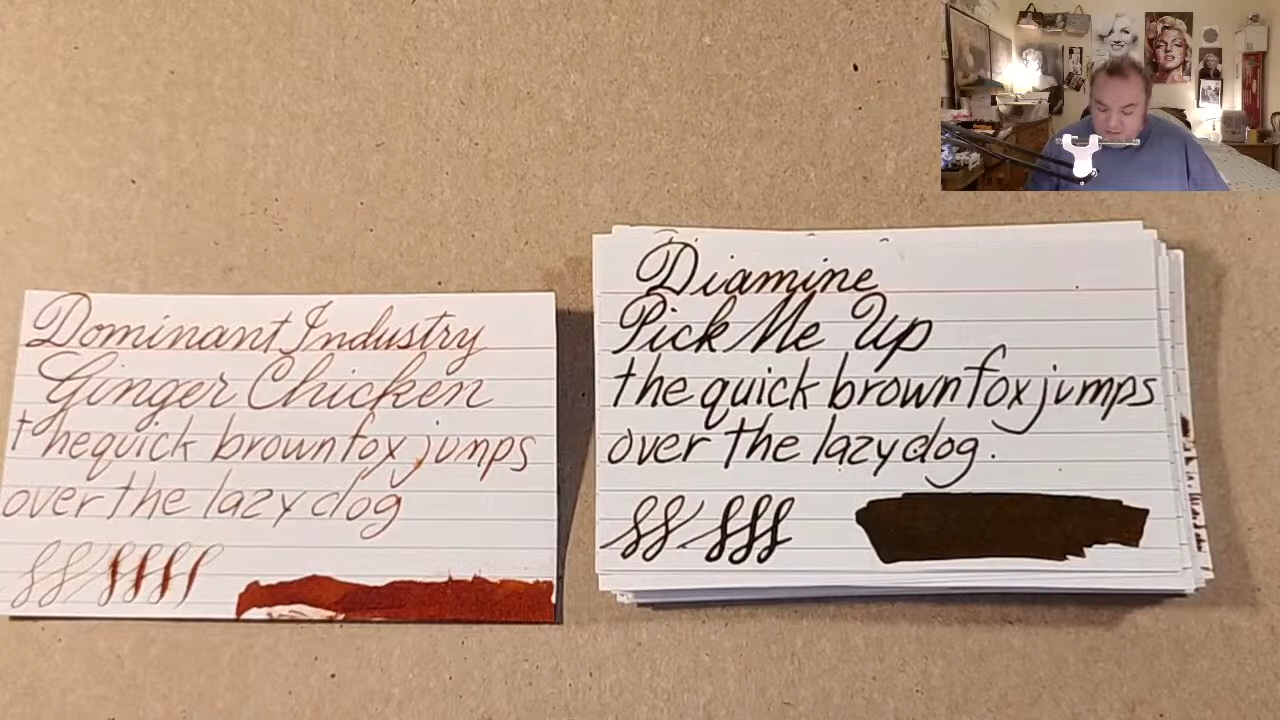 Dominant Industry
Ginger Chicken
the quick brown fox jumps
over the lazy dog
Diamine
Pick Me Up
the quick brown fox jumps
over the lazy dog.